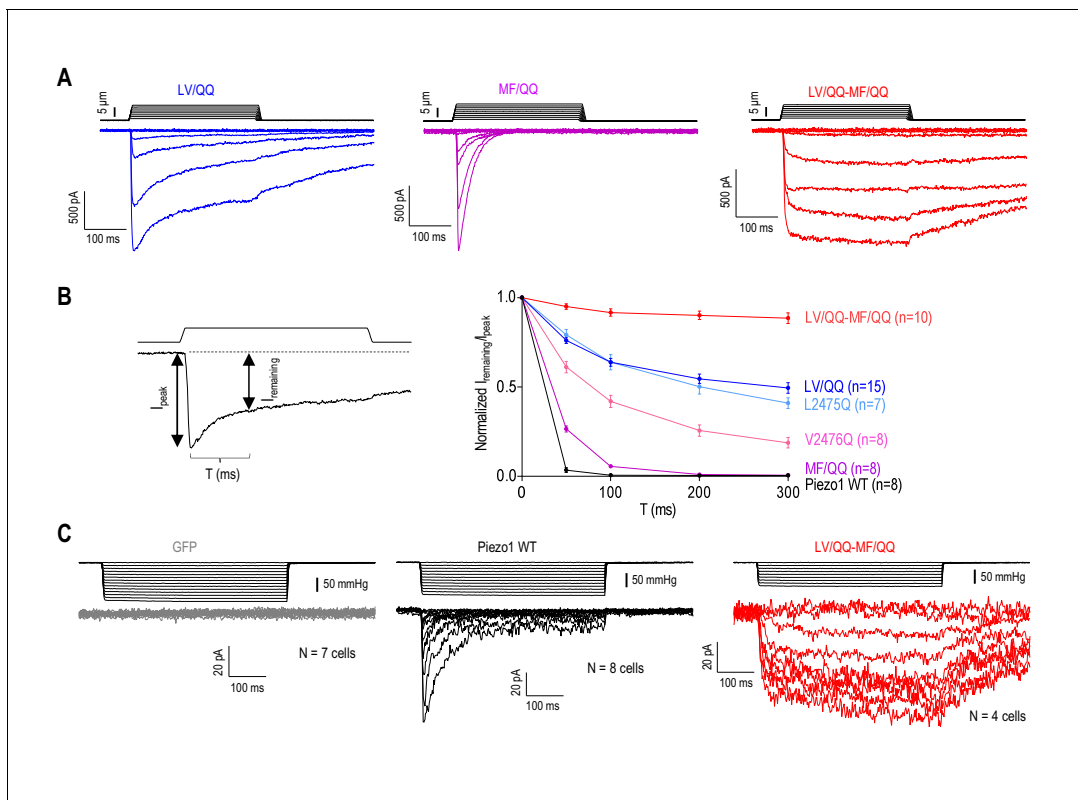 A
LV/QQ
MF/QQ
LV/QQ-MF/QQ
5 µm
5 µm
5 µm
500 pA
100 ms
500 pA
100 ms
500 pA
100 ms
B
Ipeak
Iremaining
T (ms)
Normalized Iremaining/Ipeak
1.0
0.5
0.0
0
100
200
300
T (ms)
LV/QQ-MF/QQ (n=10)
LV/QQ (n=15)
L2475Q (n=7)
V2476Q (n=8)
MF/QQ (n=8)
Piezo1 WT (n=8)
C
GFP
Piezo1 WT
LV/QQ-MF/QQ
50 mmHg
50 mmHg
50 mmHg
20 pA
100 ms
N = 7 cells
20 pA
100 ms
N = 8 cells
20 pA
100 ms
N = 4 cells